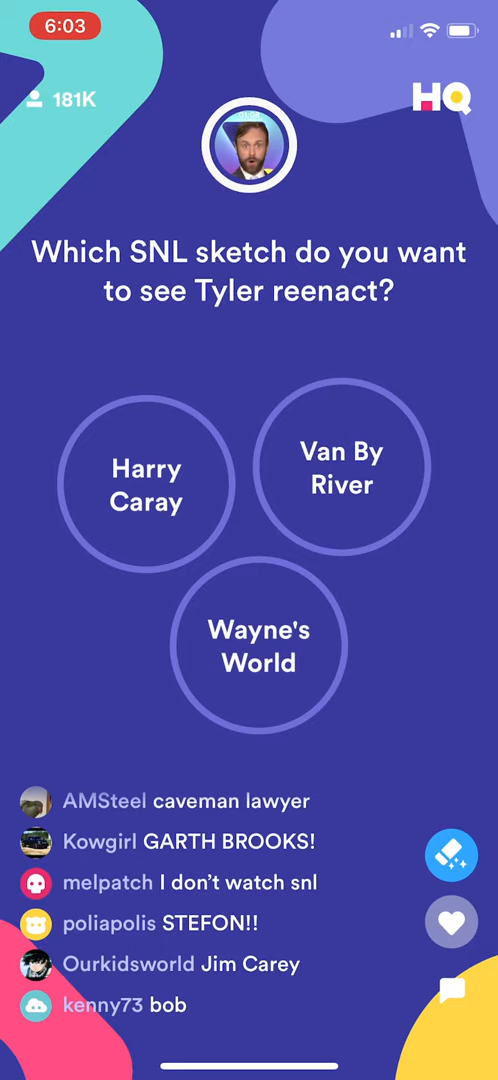 6:03
181K
HQ
Which SNL sketch do you want
to see Tyler reenact?
Harry
Caray
Van By
River
Wayne's
World
AMSteel caveman lawyer
Kowgirl GARTH BROOKS!
melpatch I don’t watch snl
poliapolis STEFON!!
Ourkidsworld Jim Carey
kenny73 bob